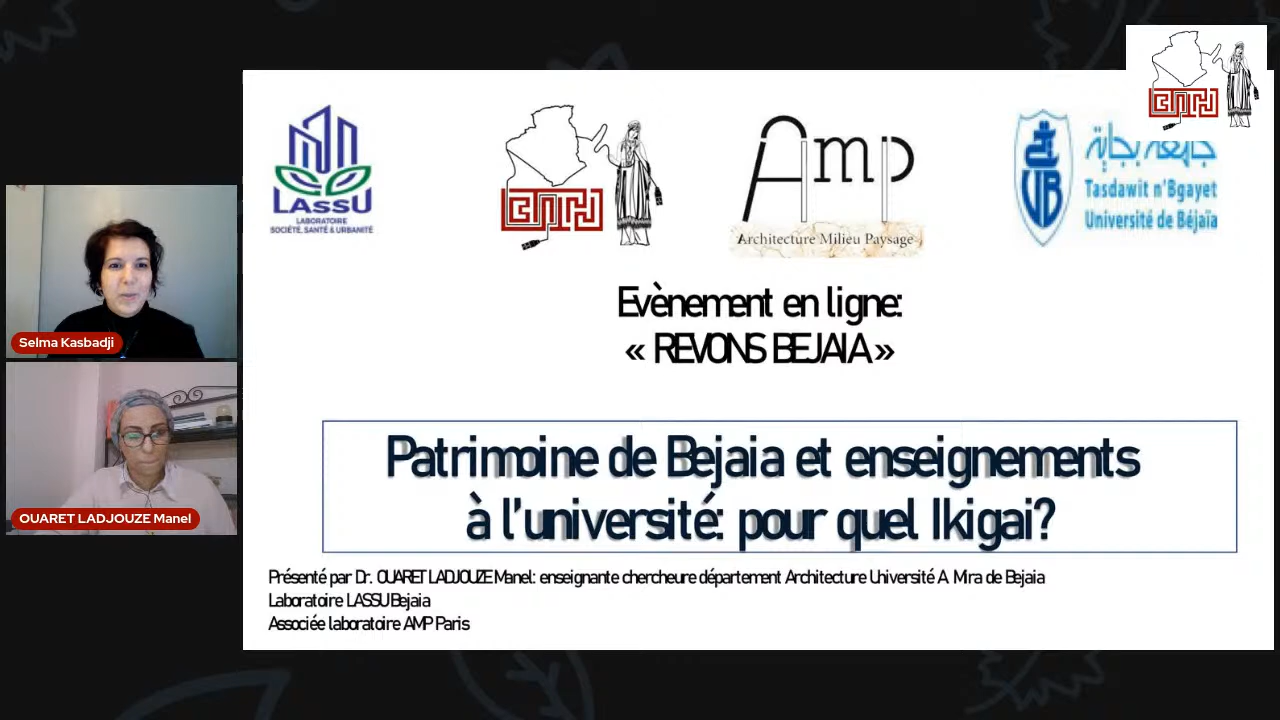 LAssU
LABORATOIRE
SOCIÉTÉ, SANTÉ & URBANITÉ
Amp
Architecture Milieu Paysage
جامعة بجاية
Tasdawit n'Bgayet
Université de Béjaïa
Evènement en ligne:
« REVONS BEJAIA »
Patrimoine de Bejaia et enseignements
à l'université: pour quel Ikigai?
Présenté par Dr. OUARET LADJOUZE Manel: enseignante chercheure département Architecture Université A. Mira de Bejaia
Laboratoire LASSU Bejaia
Associée laboratoire AMP Paris
Selma Kasbadji
OUARET LADJOUZE Manel